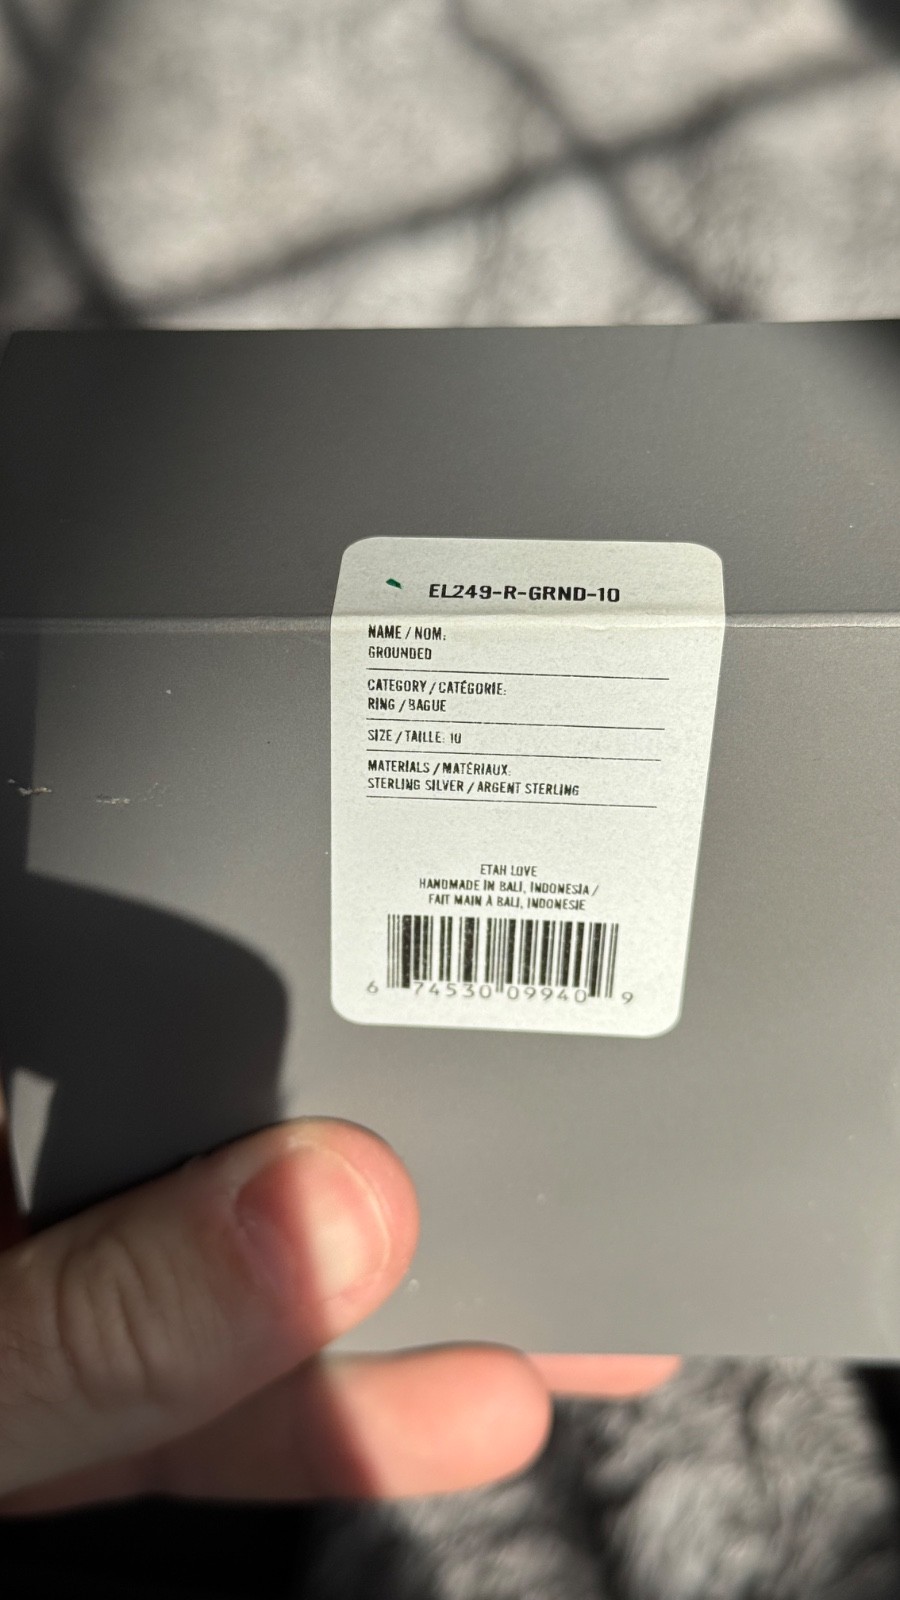 EL249-R-GRND-10
NAME / NOM:
GROUNDED
CATEGORY / CATÉGORIE:
RING / BAGUE
SIZE / TAILLE: 10
MATERIALS / MATÉRIAUX:
STERLING SILVER / ARGENT STERLING
ETAH LOVE
HANDMADE IN BALI, INDONESIA /
FAIT MAIN À BALI, INDONESIE
6 74530 09940 9